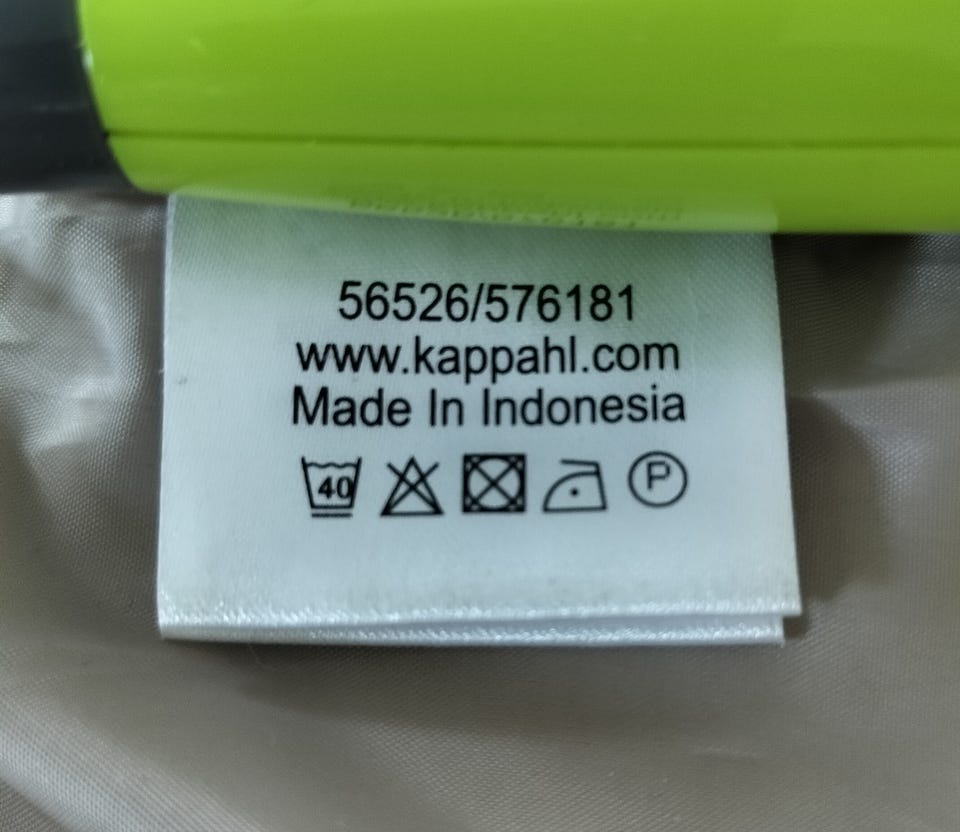 56526/576181
www.kappahl.com
Made In Indonesia
40 P